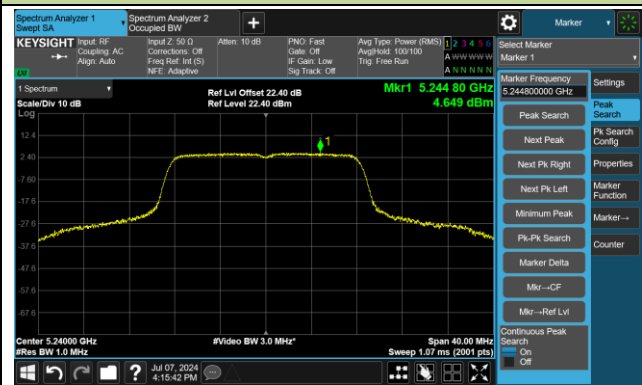 Spectrum Analyzer 1
Swept SA
Spectrum Analyzer 2
Occupied BW
Marker
KEYSIGHT
Input: RF
Coupling: AC
Align: Auto
Input Z: 50 Ω
Corrections: Off
Freq Ref: Int (S)
NFE: Adaptive
Atten: 10 dB
PNO: Fast
Gate: Off
IF Gain: Low
Sig Track: Off
Avg Type: Power (RMS)
Avg|Hold: 100/100
Trig: Free Run
1 2 3 4 5 6
A W W W W W
A N N N N N
Select Marker
Marker 1
LXI
1 Spectrum
Scale/Div 10 dB
Log
Ref Lvl Offset 22.40 dB
Ref Level 22.40 dBm
Mkr1 5.244 80 GHz
4.649 dBm
12.4
2.40
-7.60
-17.6
-27.6
-37.6
-47.6
-57.6
-67.6
1
Center 5.24000 GHz
#Res BW 1.0 MHz
#Video BW 3.0 MHz*
Span 40.00 MHz
Sweep 1.07 ms (2001 pts)
Marker Frequency
5.244800000 GHz
Peak Search
Next Peak
Next Pk Right
Next Pk Left
Minimum Peak
Pk-Pk Search
Marker Delta
Mkr→CF
Mkr→Ref Lvl
Continuous Peak
Search
On
Off
Settings
Peak
Search
Pk Search
Config
Properties
Marker
Function
Marker→
Counter
Jul 07, 2024
4:15:42 PM